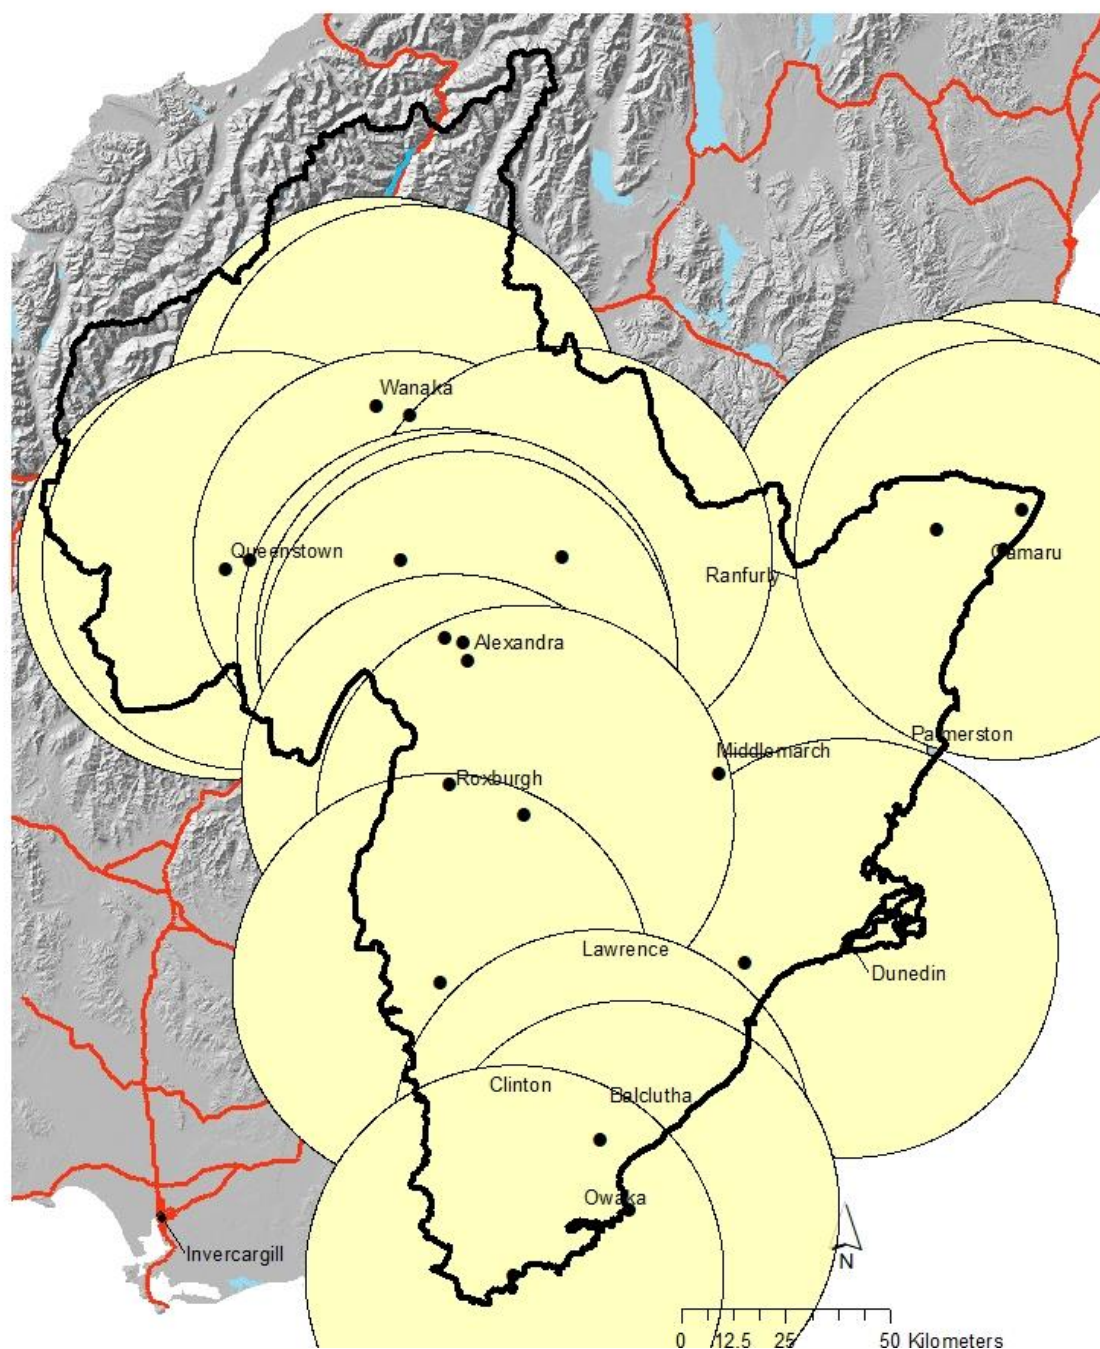 Wanaka
Queenstown
Oamaru
Ranfurly
Alexandra
Palmerston
Middlemarch
Roxburgh
Lawrence
Dunedin
Clinton
Balclutha
Owaka
Invercargill
N
0 12.5 25 50 Kilometers